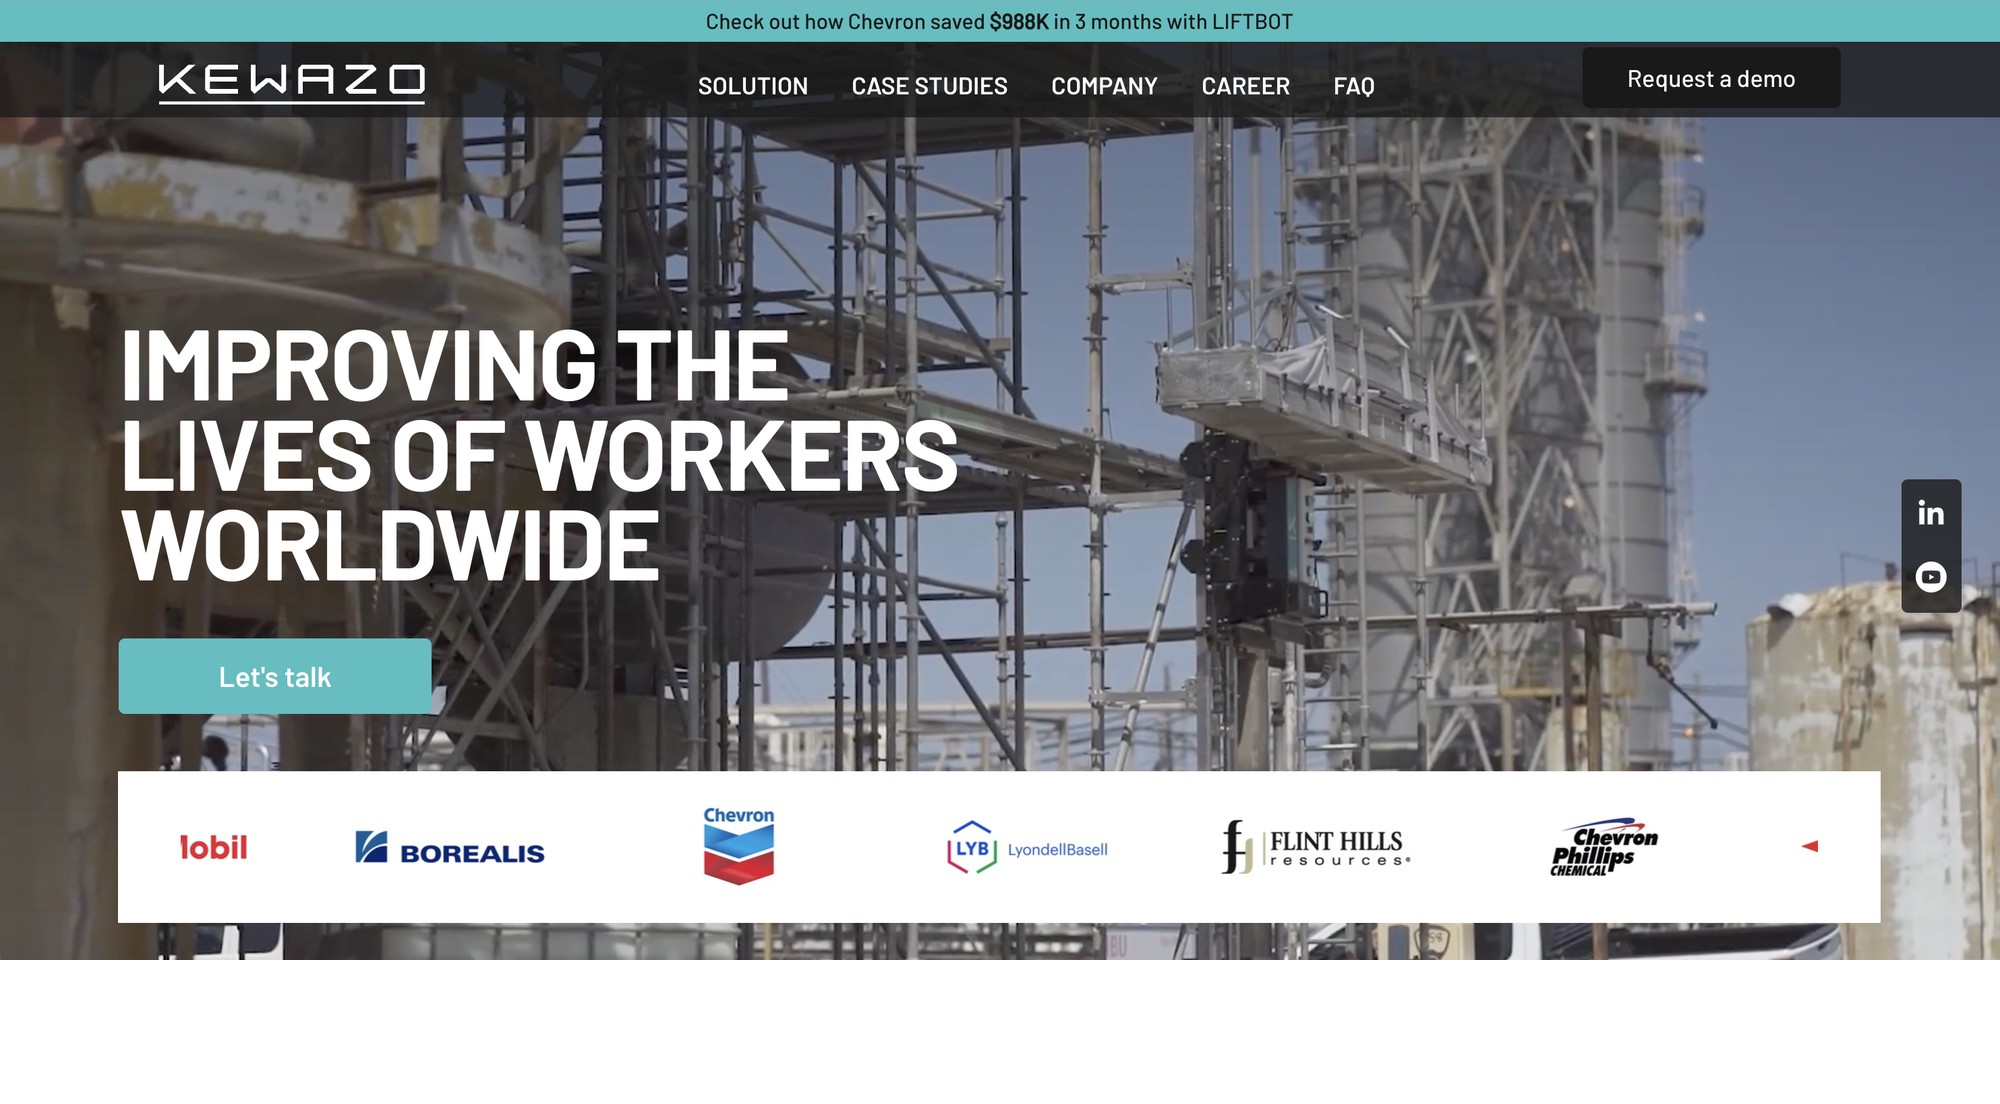 Check out how Chevron saved $988K in 3 months with LIFTBOT
KEWAZO
SOLUTION
CASE STUDIES
COMPANY
CAREER
FAQ
Request a demo
IMPROVING THE
LIVES OF WORKERS
WORLDWIDE
in
Let's talk
lobil
BOREALIS
Chevron
LYB
LyondellBasell
FLINT HILLS
resources®
Chevron
Phillips
CHEMICAL